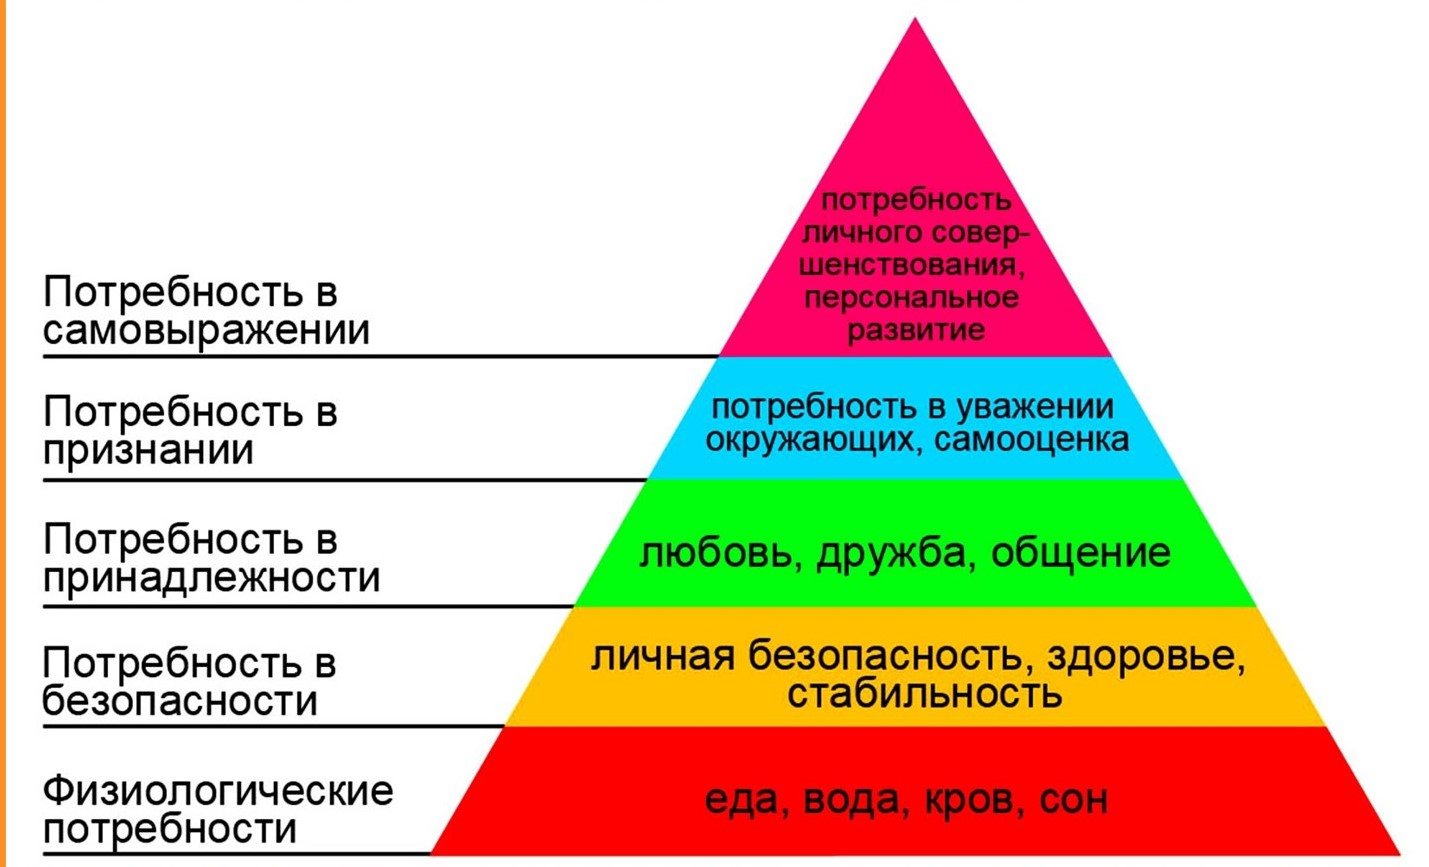 потребность
личного совер-
шенствования,
персональное
развитие
Потребность в
самовыражении
потребность в уважении
окружающих, самооценка
Потребность в
признании
любовь, дружба, общение
Потребность в
принадлежности
личная безопасность, здоровье,
стабильность
Потребность в
безопасности
еда, вода, кров, сон
Физиологические
потребности